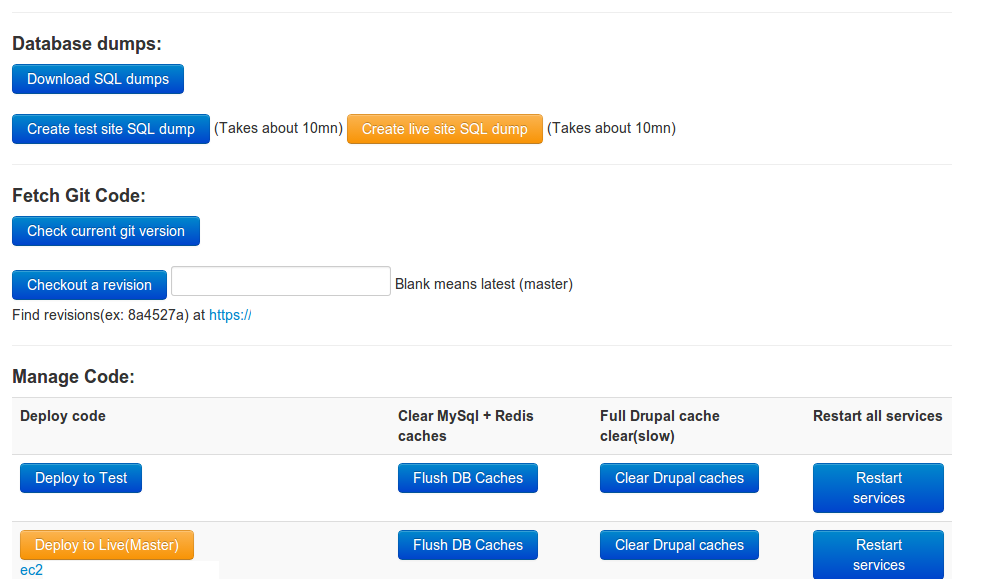 Database dumps:
Download SQL dumps
Create test site SQL dump (Takes about 10mn) Create live site SQL dump (Takes about 10mn)
Fetch Git Code:
Check current git version
Checkout a revision Blank means latest (master)
Find revisions(ex: 8a4527a) at https://
Manage Code:
Deploy code Clear MySql + Redis caches Full Drupal cache clear(slow) Restart all services
Deploy to Test Flush DB Caches Clear Drupal caches Restart services
Deploy to Live(Master) Flush DB Caches Clear Drupal caches Restart services
ec2